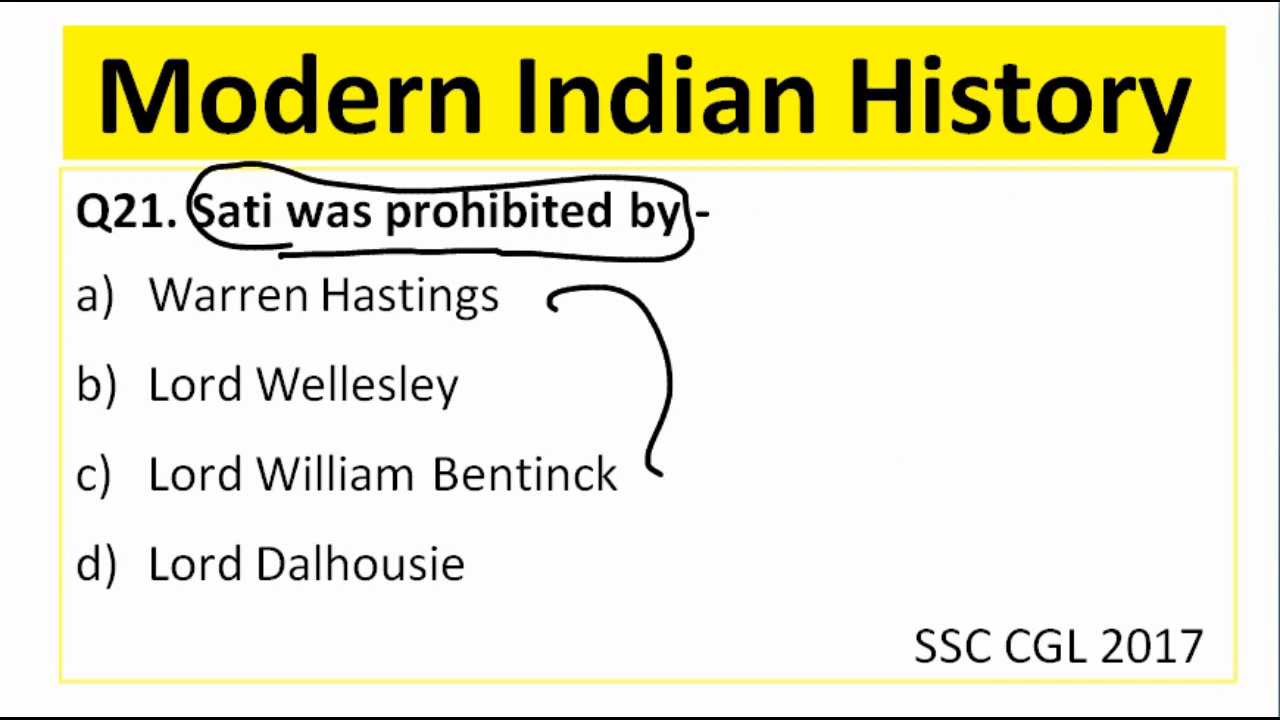 Modern Indian History
Q21. Sati was prohibited by -
a) Warren Hastings
b) Lord Wellesley
c) Lord William Bentinck
d) Lord Dalhousie
SSC CGL 2017